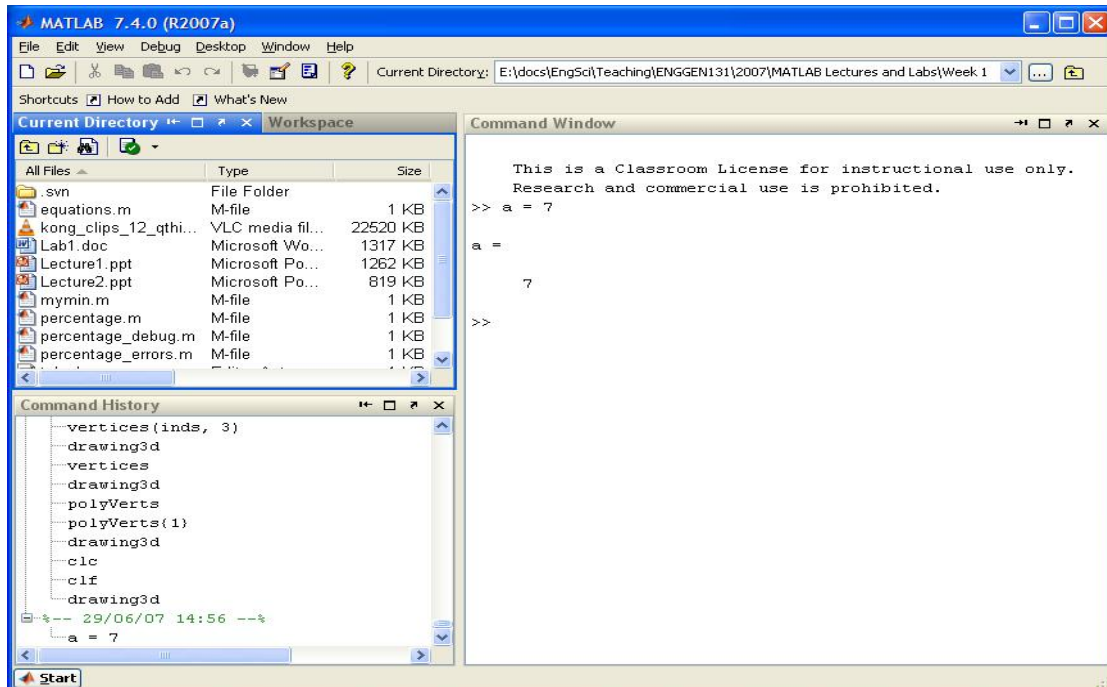 MATLAB 7.4.0 (R2007a)
File Edit View Debug Desktop Window Help
Current Directory: E:\docs\EngSci\Teaching\ENGGEN131\2007\MATLAB Lectures and Labs\Week 1
Shortcuts How to Add What's New
Current Directory Workspace
All Files Type Size
.svn File Folder
equations.m M-file 1 KB
kong_clips_12_qthi... VLC media fil... 22520 KB
Lab1.doc Microsoft Wo... 1317 KB
Lecture1.ppt Microsoft Po... 1262 KB
Lecture2.ppt Microsoft Po... 819 KB
mymin.m M-file 1 KB
percentage.m M-file 1 KB
percentage_debug.m M-file 1 KB
percentage_errors.m M-file 1 KB
Command History
vertices(inds, 3)
drawing3d
vertices
drawing3d
polyVerts
polyVerts{1}
drawing3d
clc
clf
drawing3d
%-- 29/06/07 14:56 --%
a = 7
Command Window
This is a Classroom License for instructional use only.
Research and commercial use is prohibited.
>> a = 7
a =
7
>>
Start